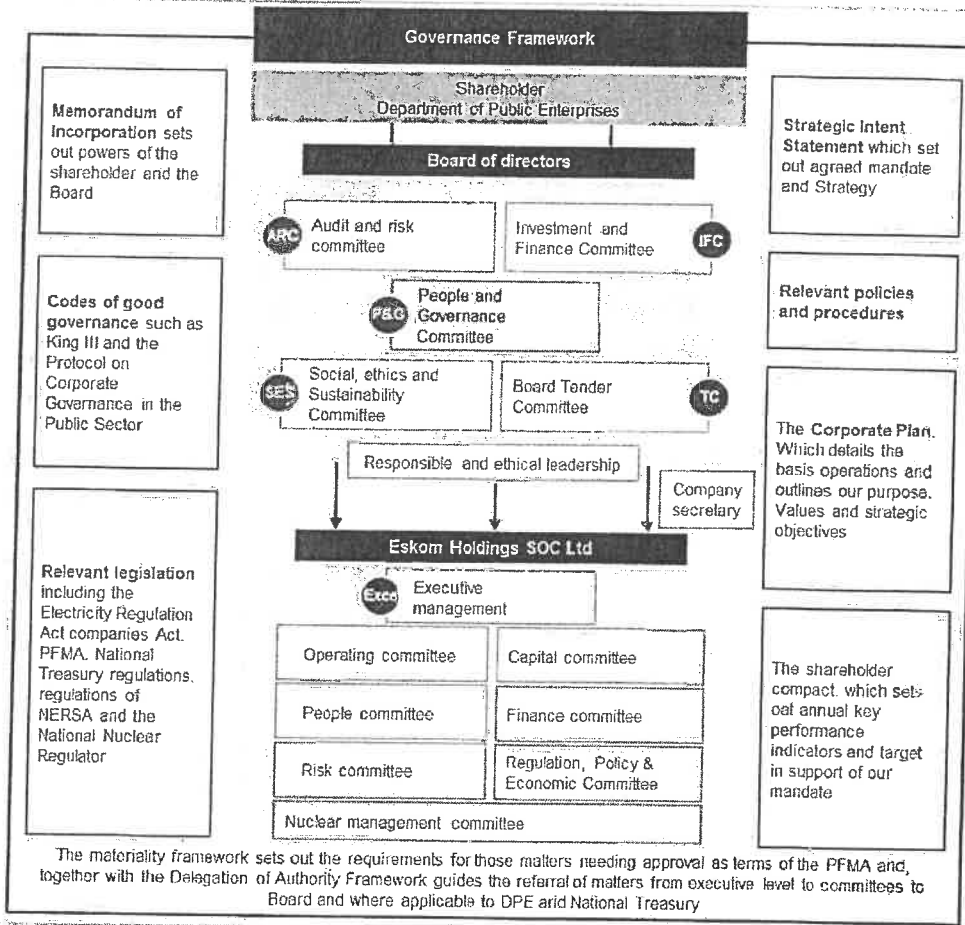 Governance Framework
Shareholder
Department of Public Enterprises
Board of directors
Memorandum of
Incorporation sets
out powers of the
shareholder and the
Board
Codes of good
governance such as
King III and the
Protocol on
Corporate
Governance in the
Public Sector
Relevant legislation
including the
Electricity Regulation
Act companies Act.
PFMA. National
Treasury regulations.
regulations of
NERSA and the
National Nuclear
Regulator
ARC
Audit and risk
committee
Investment and
Finance Committee
IFC
P&G
People and
Governance
Committee
SES
Social, ethics and
Sustainability
Committee
Board Tender
Committee
TC
Responsible and ethical leadership
Company
secretary
Eskom Holdings SOC Ltd
Exco
Executive
management
Operating committee
Capital committee
People committee
Finance committee
Risk committee
Regulation, Policy &
Economic Committee
Nuclear management committee
Strategic Intent
Statement which set
out agreed mandate
and Strategy
Relevant policies
and procedures
The Corporate Plan.
Which details the
basis operations and
outlines our purpose.
Values and strategic
objectives
The shareholder
compact, which sets
oat annual key
performance
indicators and target
in support of our
mandate
The materiality framework sets out the requirements for those matters needing approval as terms of the PFMA and,
together with the Delegation of Authority Framework guides the referral of matters from executive level to committees to
Board and where applicable to DPE arid National Treasury